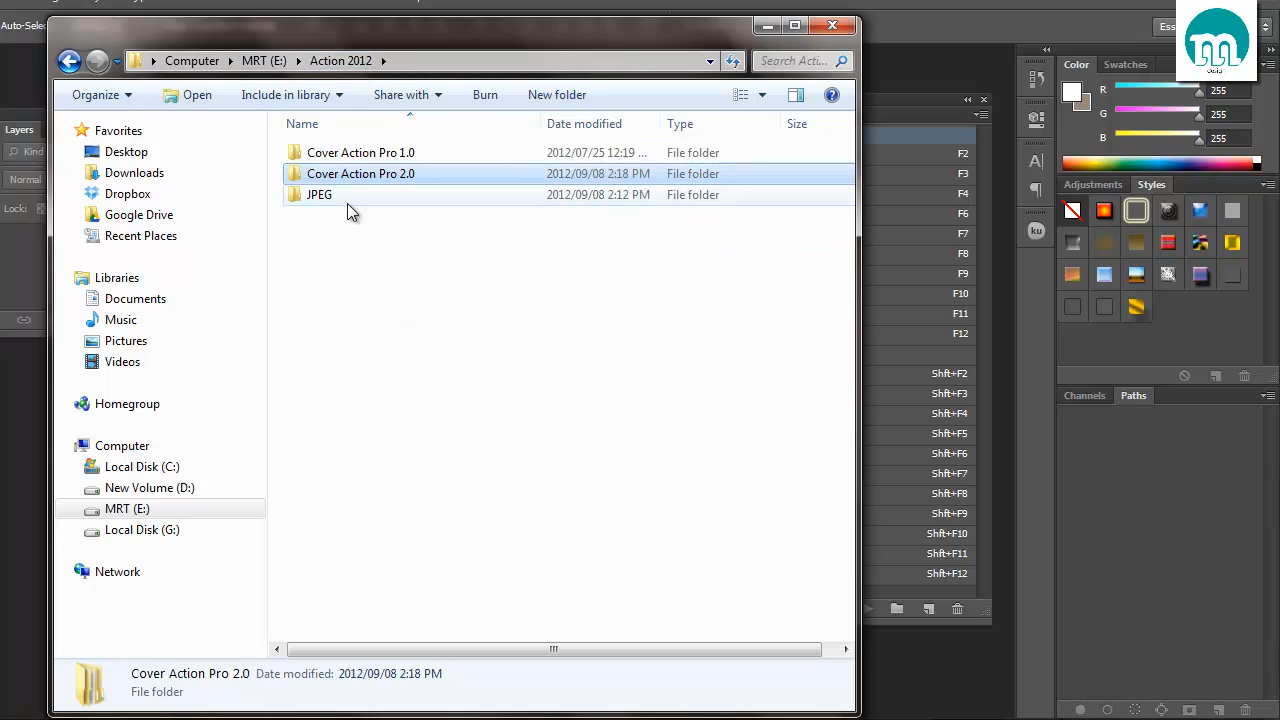 Auto-Selec
Ess
m
design
Computer
MRT (E:)
Action 2012
Search Acti...
Organize
Open
Include in library
Share with
Burn
New folder
Name
Date modified
Type
Size
Favorites
Desktop
Downloads
Dropbox
Google Drive
Recent Places
Libraries
Documents
Music
Pictures
Videos
Homegroup
Computer
Local Disk (C:)
New Volume (D:)
MRT (E:)
Local Disk (G:)
Network
Cover Action Pro 1.0 2012/07/25 12:19 ... File folder
Cover Action Pro 2.0 2012/09/08 2:18 PM File folder
JPEG 2012/09/08 2:12 PM File folder
Cover Action Pro 2.0 Date modified: 2012/09/08 2:18 PM
File folder
Layers
Kind
Normal
Lock:
F2
F3
F4
F6
F7
F8
F9
F10
F11
F12
Shft+F2
Shft+F3
Shft+F4
Shft+F5
Shft+F6
Shft+F7
Shft+F8
Shft+F9
Shft+F10
Shft+F11
Shft+F12
A
ku
Color Swatches
R 255
G 255
B 255
Adjustments Styles
Channels Paths